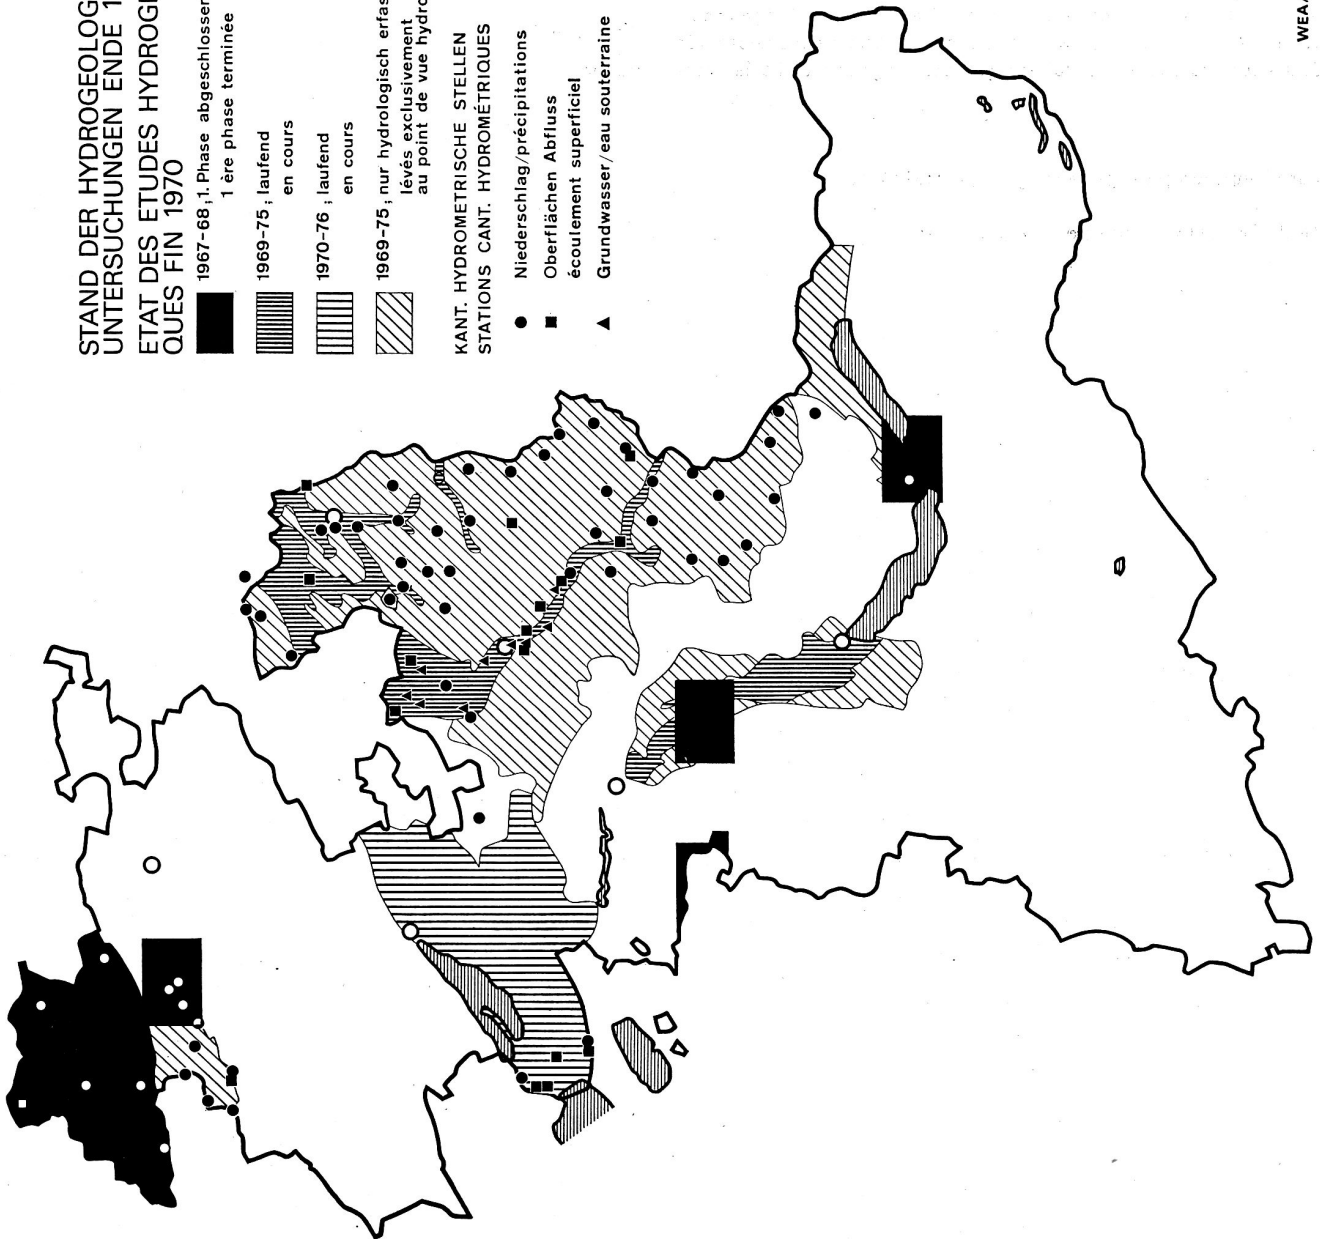 STAND DER HYDROGEOLOG
UNTERSUCHUNGEN ENDE 1
ETAT DES ETUDES HYDROG
QUES FIN 1970
1967-68; 1. Phase abgeschlossen
1 ère phase terminée
1969-75; laufend
en cours
1970-76; laufend
en cours
1969-75; nur hydrologisch erfas
lévés exclusivement
au point de vue hydro
KANT. HYDROMETRISCHE STELLEN
STATIONS CANT. HYDROMÉTRIQUES
Niederschlag/précipitations
Oberflächen Abfluss
écoulement superficiel
Grundwasser/eau souterraine
WEA